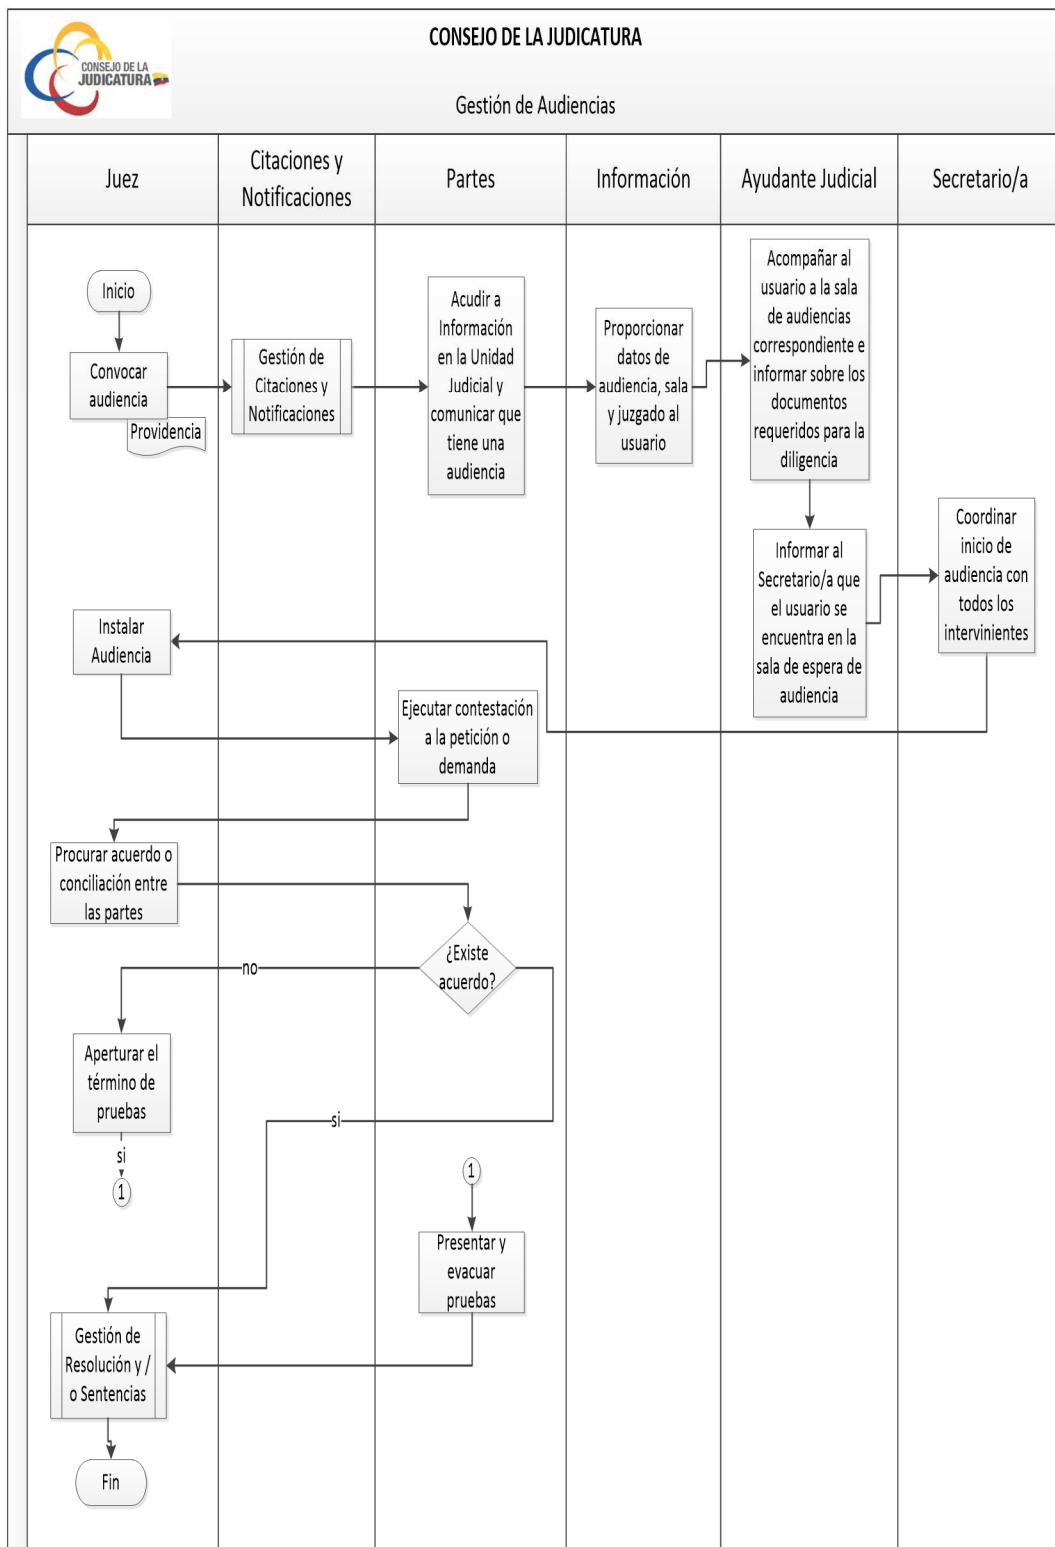 CONSEJO DE LA JUDICATURA
CONSEJO DE LA
JUDICATURA
Gestión de Audiencias
Juez
Citaciones y
Notificaciones
Partes
Información
Ayudante Judicial
Secretario/a
Inicio
Convocar
audiencia
Providencia
Gestión de
Citaciones y
Notificaciones
Acudir a
Información
en la Unidad
Judicial y
comunicar que
tiene una
audiencia
Proporcionar
datos de
audiencia, sala
y juzgado al
usuario
Acompañar al
usuario a la sala
de audiencias
correspondiente e
informar sobre los
documentos
requeridos para la
diligencia
Informar al
Secretario/a que
el usuario se
encuentra en la
sala de espera de
audiencia
Coordinar
inicio de
audiencia con
todos los
intervinientes
Instalar
Audiencia
Ejecutar contestación
a la petición o
demanda
Procurar acuerdo o
conciliación entre
las partes
¿Existe
acuerdo?
no
Aperturar el
término de
pruebas
si
si
1
1
Presentar y
evacuar
pruebas
Gestión de
Resolución y /
o Sentencias
Fin